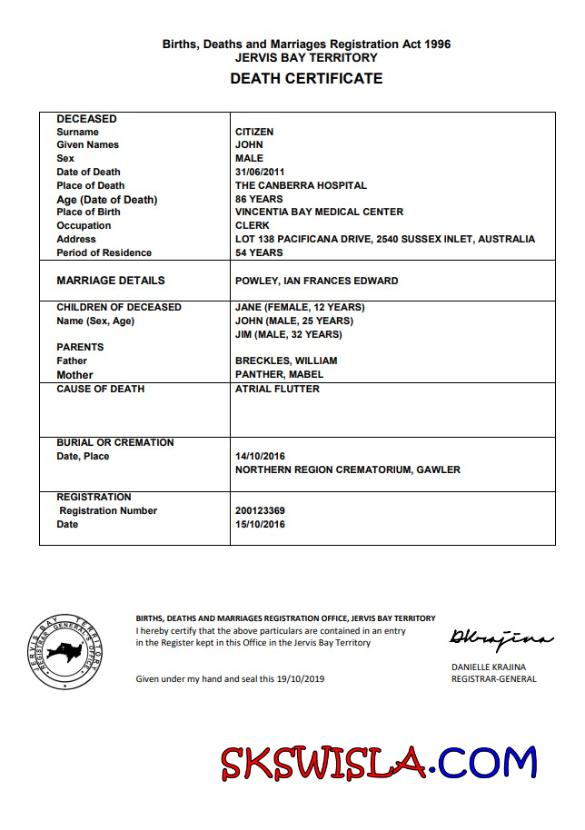 Births, Deaths and Marriages Registration Act 1996
JERVIS BAY TERRITORY
DEATH CERTIFICATE
DECEASED
Surname CITIZEN
Given Names JOHN
Sex MALE
Date of Death 31/06/2011
Place of Death THE CANBERRA HOSPITAL
Age (Date of Death) 86 YEARS
Place of Birth VINCENTIA BAY MEDICAL CENTER
Occupation CLERK
Address LOT 138 PACIFICANA DRIVE, 2540 SUSSEX INLET, AUSTRALIA
Period of Residence 54 YEARS
MARRIAGE DETAILS POWLEY, IAN FRANCES EDWARD
CHILDREN OF DECEASED JANE (FEMALE, 12 YEARS)
Name (Sex, Age) JOHN (MALE, 25 YEARS)
JIM (MALE, 32 YEARS)
PARENTS
Father BRECKLES, WILLIAM
Mother PANTHER, MABEL
CAUSE OF DEATH ATRIAL FLUTTER
BURIAL OR CREMATION
Date, Place 14/10/2016
NORTHERN REGION CREMATORIUM, GAWLER
REGISTRATION
Registration Number 200123369
Date 15/10/2016
BIRTHS, DEATHS AND MARRIAGES REGISTRATION OFFICE, JERVIS BAY TERRITORY
I hereby certify that the above particulars are contained in an entry
in the Register kept in this Office in the Jervis Bay Territory
Given under my hand and seal this 19/10/2019
JERVIS BAY TERRITORY
REGISTRAR GENERAL'S OFFICE
DKrajina
DANIELLE KRAJINA
REGISTRAR-GENERAL
SKSWISLA.COM